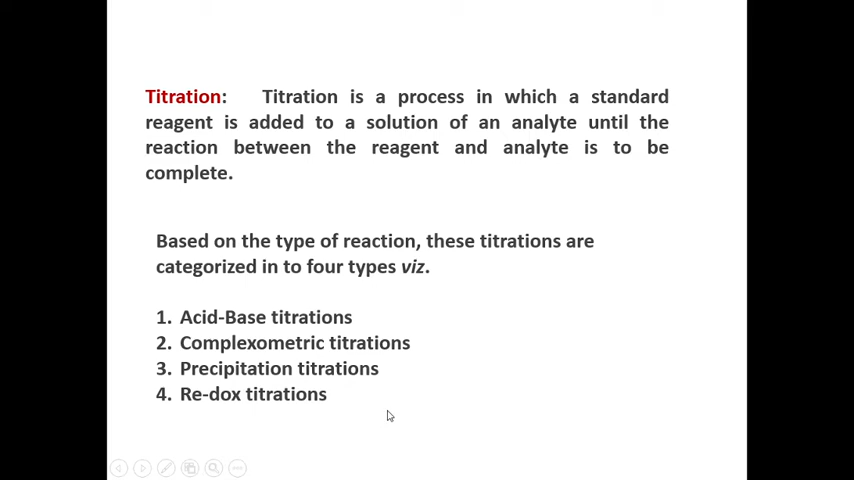 Titration: Titration is a process in which a standard
reagent is added to a solution of an analyte until the
reaction between the reagent and analyte is to be
complete.
Based on the type of reaction, these titrations are
categorized in to four types viz.
1. Acid-Base titrations
2. Complexometric titrations
3. Precipitation titrations
4. Re-dox titrations